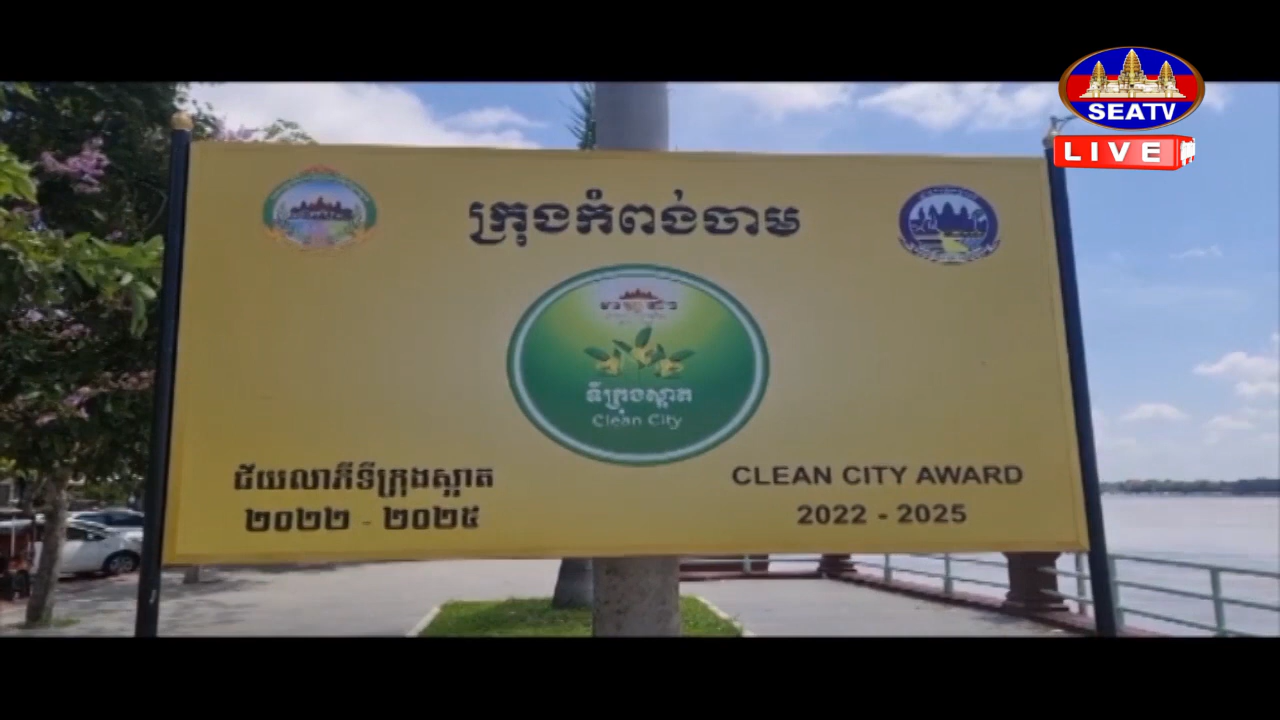 SEATV
LIVE
ក្រុងកំពង់ចាម
ទីក្រុងស្អាត
Clean City
ជ័យលាភីទីក្រុងស្អាត
២០២២ - ២០២៥
CLEAN CITY AWARD
2022 - 2025